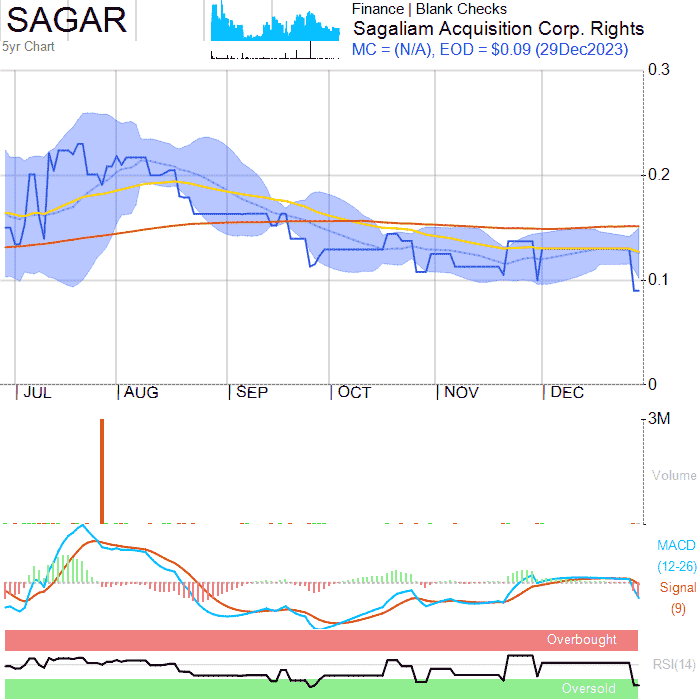 SAGAR
5yr Chart
Finance | Blank Checks
Sagaliam Acquisition Corp. Rights
MC = (N/A), EOD = $0.09 (29Dec2023)
0.3
0.2
0.1
0
JUL AUG SEP OCT NOV DEC
3M
Volume
MACD
(12-26)
Signal
(9)
Overbought
RSI(14)
Oversold